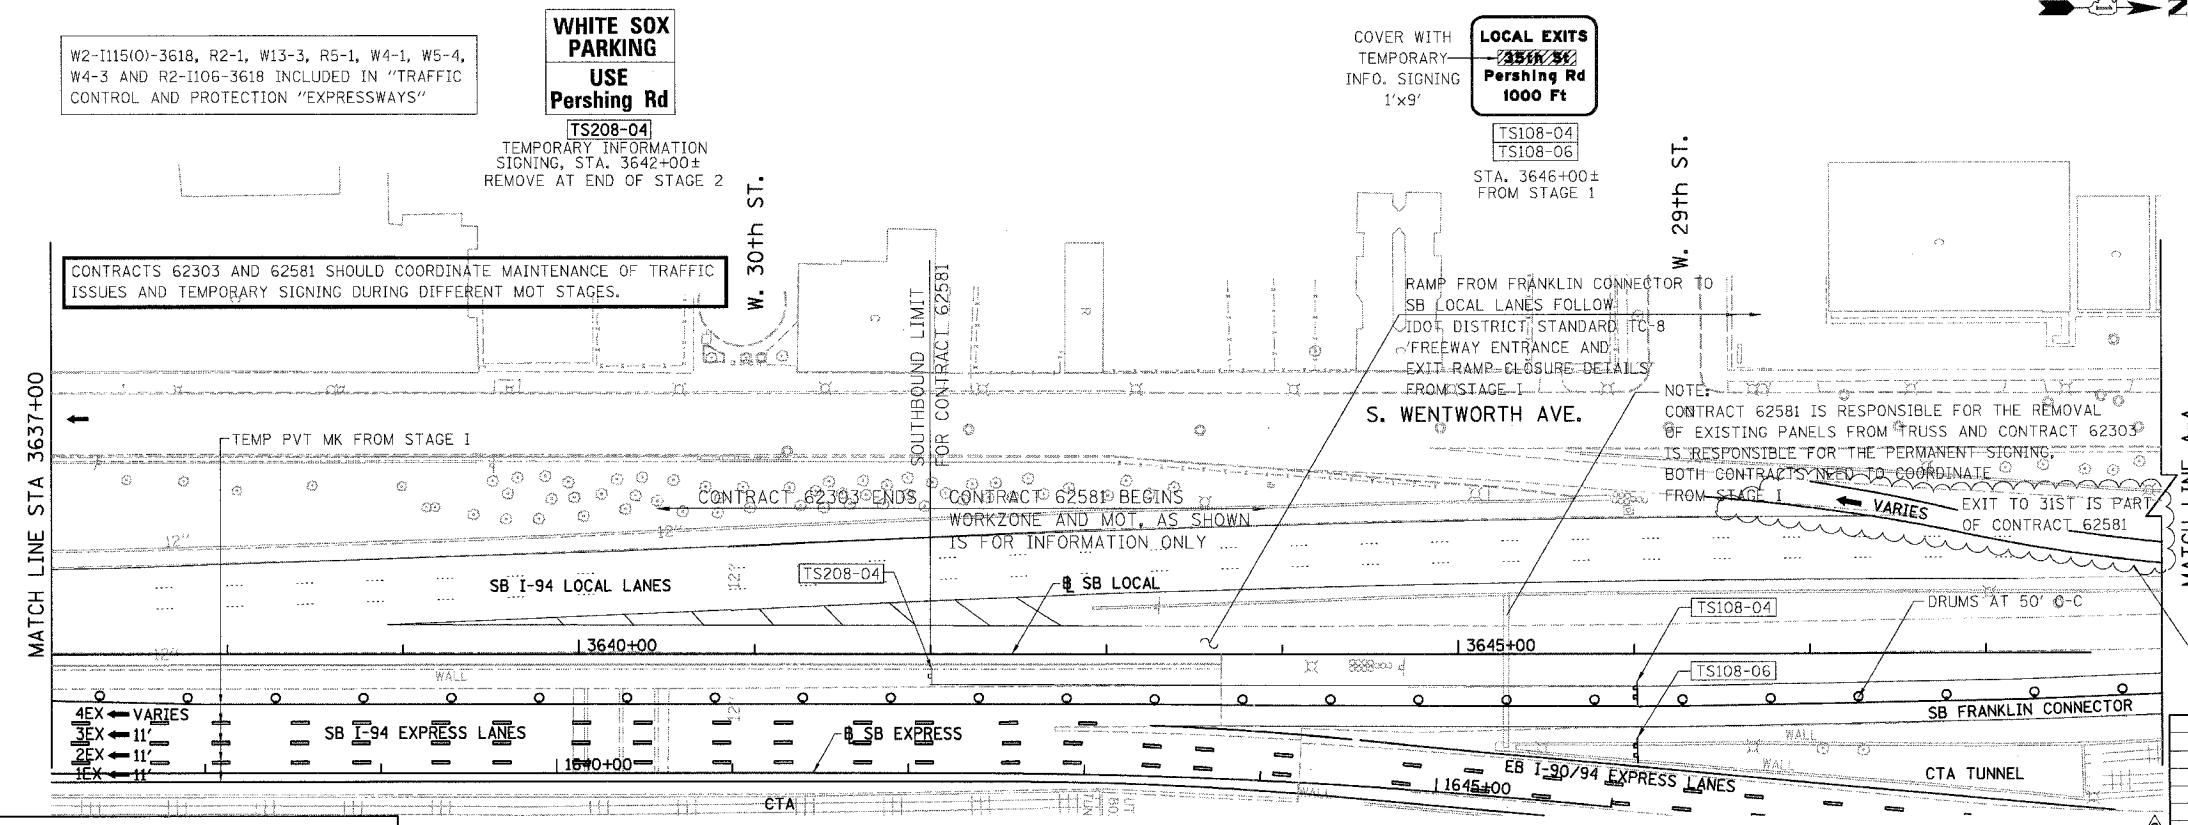 W2-I115(O)-3618, R2-1, W13-3, R5-1, W4-1, W5-4,
W4-3 AND R2-I106-3618 INCLUDED IN "TRAFFIC
CONTROL AND PROTECTION "EXPRESSWAYS"
WHITE SOX
PARKING
USE
Pershing Rd
TS208-04
TEMPORARY INFORMATION
SIGNING, STA. 3642+00±
REMOVE AT END OF STAGE 2
COVER WITH
TEMPORARY
INFO. SIGNING
1'x9'
LOCAL EXITS
35th St
Pershing Rd
1000 Ft
TS108-04
TS108-06
STA. 3646+00±
FROM STAGE 1
N
W. 30th ST.
W. 29th ST.
CONTRACTS 62303 AND 62581 SHOULD COORDINATE MAINTENANCE OF TRAFFIC
ISSUES AND TEMPORARY SIGNING DURING DIFFERENT MOT STAGES.
SOUTHBOUND LIMIT
FOR CONTRACT 62581
C
R
C
C
RAMP FROM FRANKLIN CONNECTOR TO
SB LOCAL LANES FOLLOW
IDOT DISTRICT STANDARD TC-8
'FREEWAY ENTRANCE AND
EXIT RAMP CLOSURE DETAILS
FROM STAGE I
S. WENTWORTH AVE.
NOTE:
CONTRACT 62581 IS RESPONSIBLE FOR THE REMOVAL
OF EXISTING PANELS FROM TRUSS AND CONTRACT 62303
IS RESPONSIBLE FOR THE PERMANENT SIGNING.
BOTH CONTRACTS NEED TO COORDINATE
FROM STAGE I
MATCH LINE STA 3637+00
MATCH LINE A-A
TEMP PVT MK FROM STAGE I
CONTRACT 62303 ENDS
CONTRACT 62581 BEGINS
WORKZONE AND MOT, AS SHOWN
IS FOR INFORMATION ONLY
VARIES
EXIT TO 31ST IS PART
OF CONTRACT 62581
12"
12"
12'
SB I-94 LOCAL LANES
TS208-04
B SB LOCAL
TS108-04
DRUMS AT 50' C-C
3640+00
3645+00
12"
WALL
TS108-06
12'
4EX VARIES
3EX 11'
2EX 11'
1EX 11'
SB I-94 EXPRESS LANES
B SB EXPRESS
SB FRANKLIN CONNECTOR
WALL
WALL
1640+00
EB I-90/94 EXPRESS LANES
CTA TUNNEL
1645+00
CTA
WALL